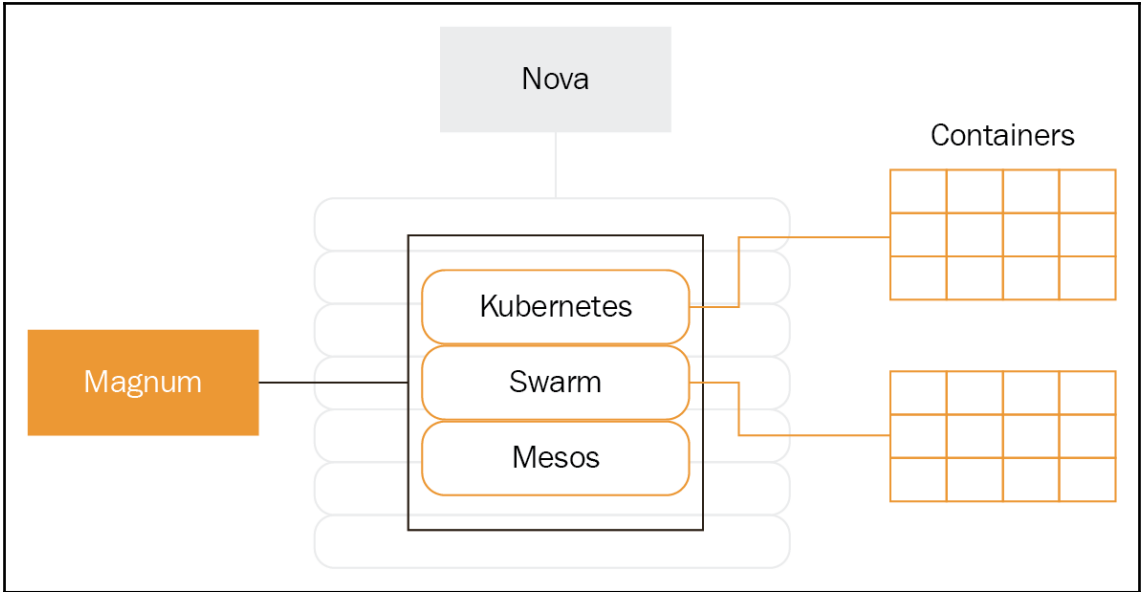 Nova
Containers
Kubernetes
Magnum
Swarm
Mesos